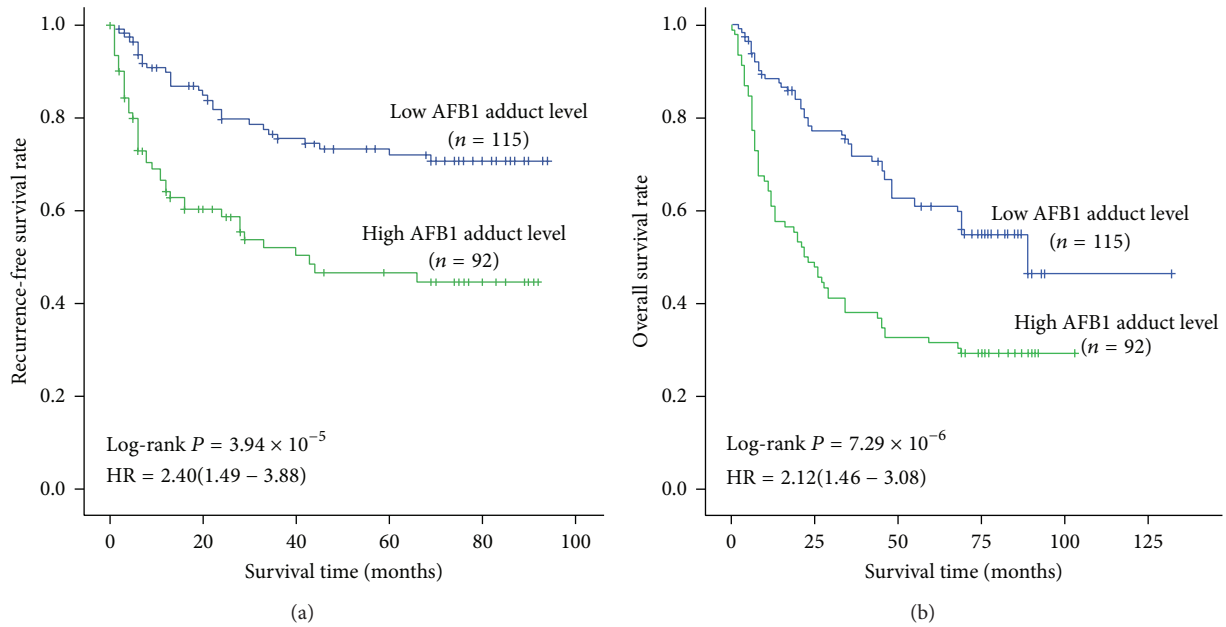 1.0
0.8
0.6
0.4
0.2
0.0
Recurrence-free survival rate
Low AFB1 adduct level
(n = 115)
High AFB1 adduct level
(n = 92)
Log-rank P = 3.94 × 10⁻⁵
HR = 2.40(1.49 − 3.88)
0 20 40 60 80 100
Survival time (months)
(a)
1.0
0.8
0.6
0.4
0.2
0.0
Overall survival rate
Low AFB1 adduct level
(n = 115)
High AFB1 adduct level
(n = 92)
Log-rank P = 7.29 × 10⁻⁶
HR = 2.12(1.46 − 3.08)
0 25 50 75 100 125
Survival time (months)
(b)